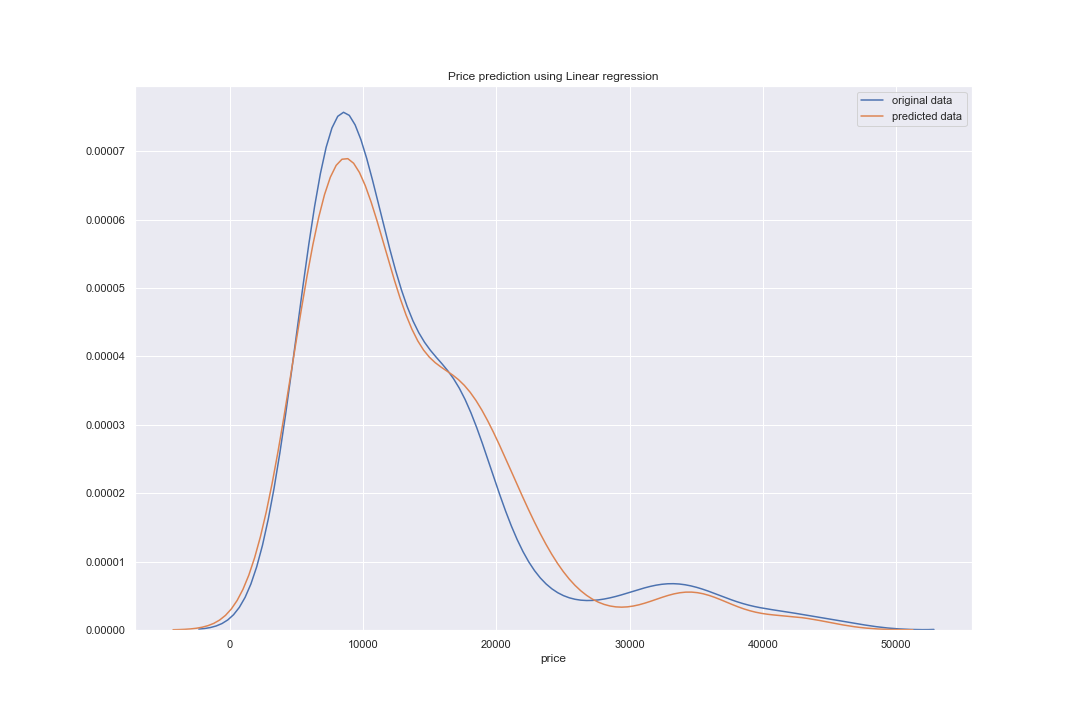 Price prediction using Linear regression
original data
predicted data
0.00007
0.00006
0.00005
0.00004
0.00003
0.00002
0.00001
0.00000
0 10000 20000 30000 40000 50000
price